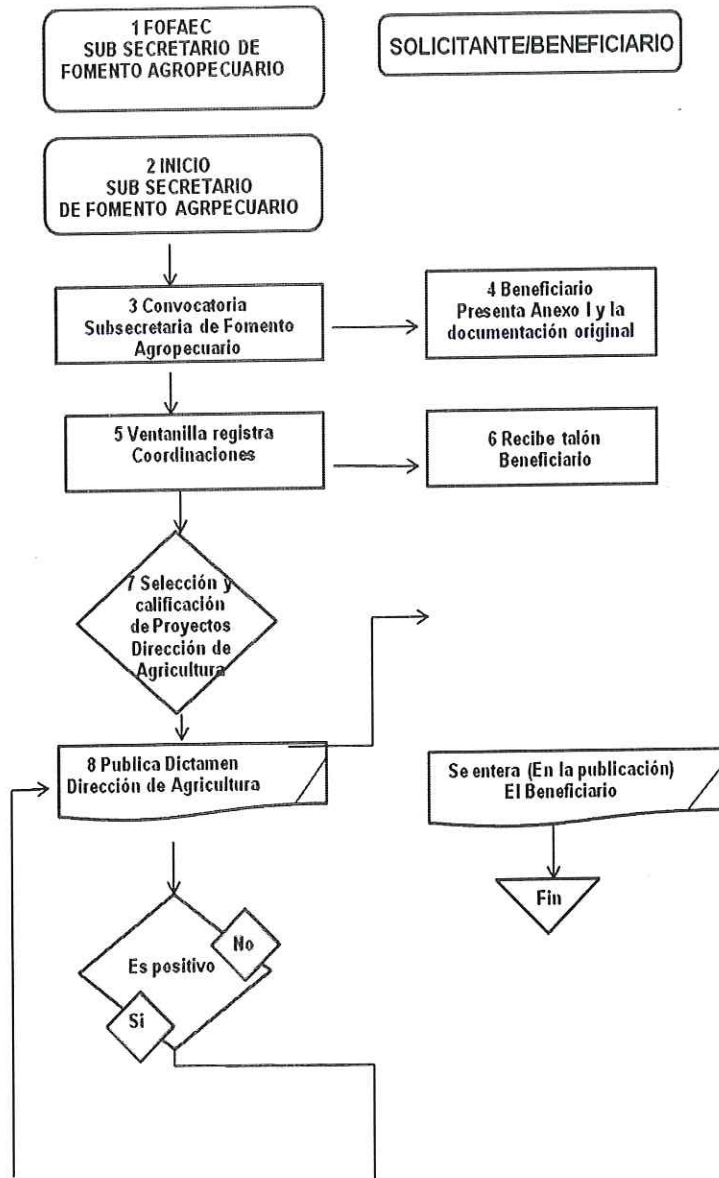 1 FOFAEC
SUB SECRETARIO DE
FOMENTO AGROPECUARIO
SOLICITANTE/BENEFICIARIO
2 INICIO
SUB SECRETARIO
DE FOMENTO AGRPECUARIO
3 Convocatoria
Subsecretaria de Fomento
Agropecuario
4 Beneficiario
Presenta Anexo I y la
documentación original
5 Ventanilla registra
Coordinaciones
6 Recibe talón
Beneficiario
7 Selección y
calificación
de Proyectos
Dirección de
Agricultura
8 Publica Dictamen
Dirección de Agricultura
Se entera (En la publicación)
El Beneficiario
Fin
No
Es positivo
Si